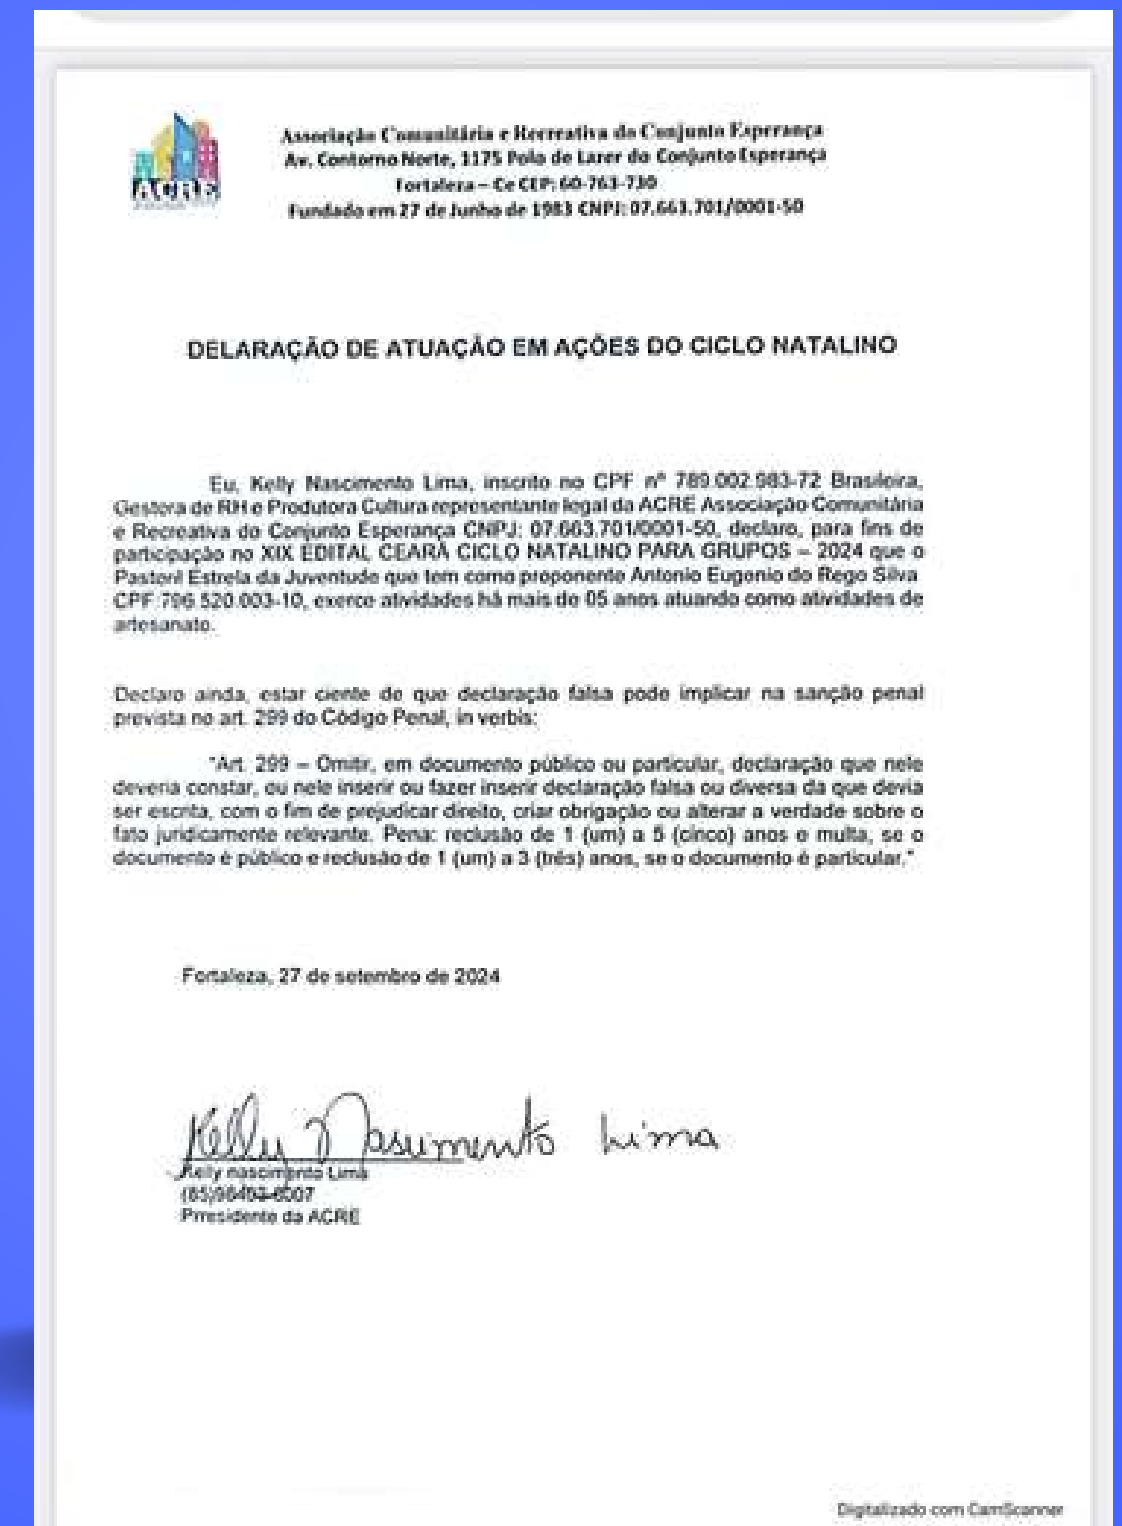 ACRE
Associação Comunitária e Recreativa do Conjunto Esperança
Av. Contorno Norte, 1175 Polo de Lazer do Conjunto Esperança
Fortaleza – Ce CEP: 60-763-730
Fundado em 27 de Junho de 1983 CNPJ: 07.663.701/0001-50
DELARAÇÃO DE ATUAÇÃO EM AÇÕES DO CICLO NATALINO
Eu, Kelly Nascimento Lima, inscrito no CPF nº 789.002.983-72 Brasileira,
Gestora de RH e Produtora Cultura representante legal da ACRE Associação Comunitária
e Recreativa do Conjunto Esperança CNPJ: 07.663.701/0001-50, declaro, para fins de
participação no XIX EDITAL CEARÁ CICLO NATALINO PARA GRUPOS – 2024 que o
Pastoril Estrela da Juventude que tem como proponente Antonio Eugenio do Rego Silva
CPF 796.520.003-10, exerce atividades há mais de 05 anos atuando como atividades de
artesanato.
Declaro ainda, estar ciente de que declaração falsa pode implicar na sanção penal
prevista no art. 299 do Código Penal, in verbis:
"Art. 299 – Omitir, em documento público ou particular, declaração que nele
deveria constar, ou nele inserir ou fazer inserir declaração falsa ou diversa da que devia
ser escrita, com o fim de prejudicar direito, criar obrigação ou alterar a verdade sobre o
fato juridicamente relevante. Pena: reclusão de 1 (um) a 5 (cinco) anos e multa, se o
documento é público e reclusão de 1 (um) a 3 (três) anos, se o documento é particular."
Fortaleza, 27 de setembro de 2024
Kelly Nascimento Lima
Kelly nascimento Lima
Prresidente da ACRE
Digitalizado com CamScanner